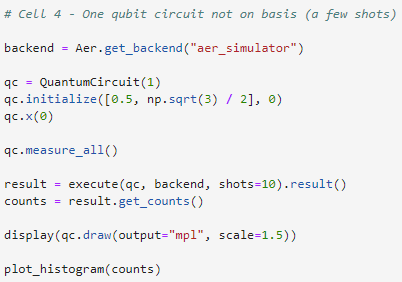 # Cell 4 - One qubit circuit not on basis (a few shots)
backend = Aer.get_backend("aer_simulator")
qc = QuantumCircuit(1)
qc.initialize([0.5, np.sqrt(3) / 2], 0)
qc.x(0)
qc.measure_all()
result = execute(qc, backend, shots=10).result()
counts = result.get_counts()
display(qc.draw(output="mpl", scale=1.5))
plot_histogram(counts)